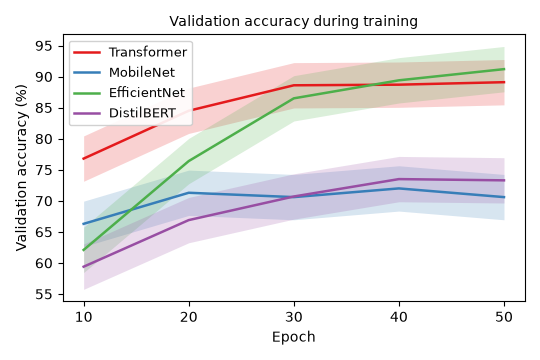 Validation accuracy during training
Validation accuracy (%)
95
90
85
80
75
70
65
60
55
Transformer
MobileNet
EfficientNet
DistilBERT
10 20 30 40 50
Epoch